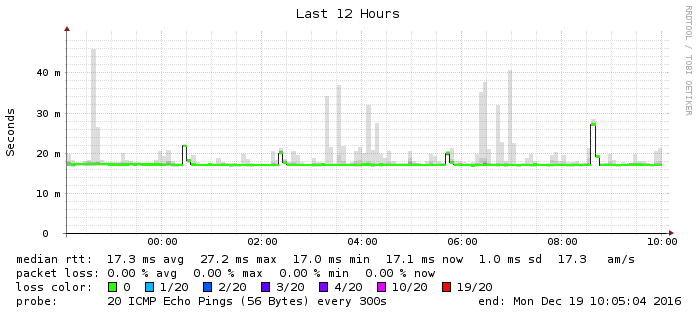 Last 12 Hours
RRDTOOL / TOBI OETIKER
Seconds
40 m
30 m
20 m
10 m
0
00:00 02:00 04:00 06:00 08:00 10:00
median rtt: 17.3 ms avg 27.2 ms max 17.0 ms min 17.1 ms now 1.0 ms sd 17.3 am/s
packet loss: 0.00 % avg 0.00 % max 0.00 % min 0.00 % now
loss color: 0 1/20 2/20 3/20 4/20 10/20 19/20
probe: 20 ICMP Echo Pings (56 Bytes) every 300s end: Mon Dec 19 10:05:04 2016